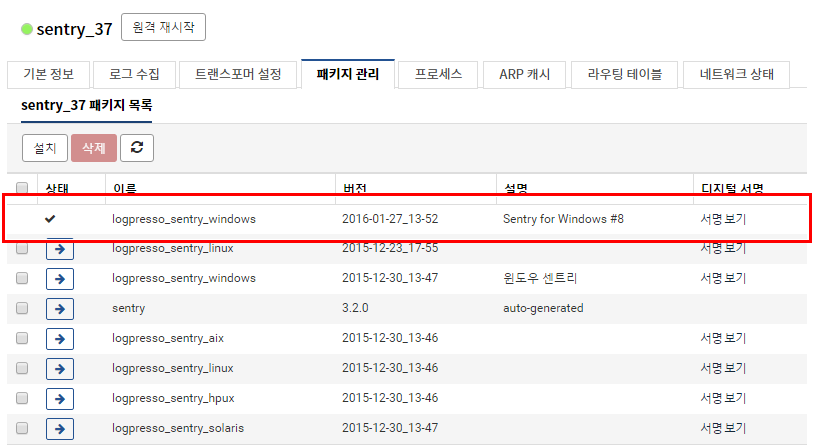 sentry_37 원격 재시작
기본 정보 로그 수집 트랜스포머 설정 패키지 관리 프로세스 ARP 캐시 라우팅 테이블 네트워크 상태
sentry_37 패키지 목록
설치 삭제
상태 이름 버전 설명 디지털 서명
logpresso_sentry_windows 2016-01-27_13-52 Sentry for Windows #8 서명 보기
logpresso_sentry_linux 2015-12-23_17-55 서명 보기
logpresso_sentry_windows 2015-12-30_13-47 윈도우 센트리 서명 보기
sentry 3.2.0 auto-generated
logpresso_sentry_aix 2015-12-30_13-46 서명 보기
logpresso_sentry_linux 2015-12-30_13-46 서명 보기
logpresso_sentry_hpux 2015-12-30_13-46 서명 보기
logpresso_sentry_solaris 2015-12-30_13-47 서명 보기